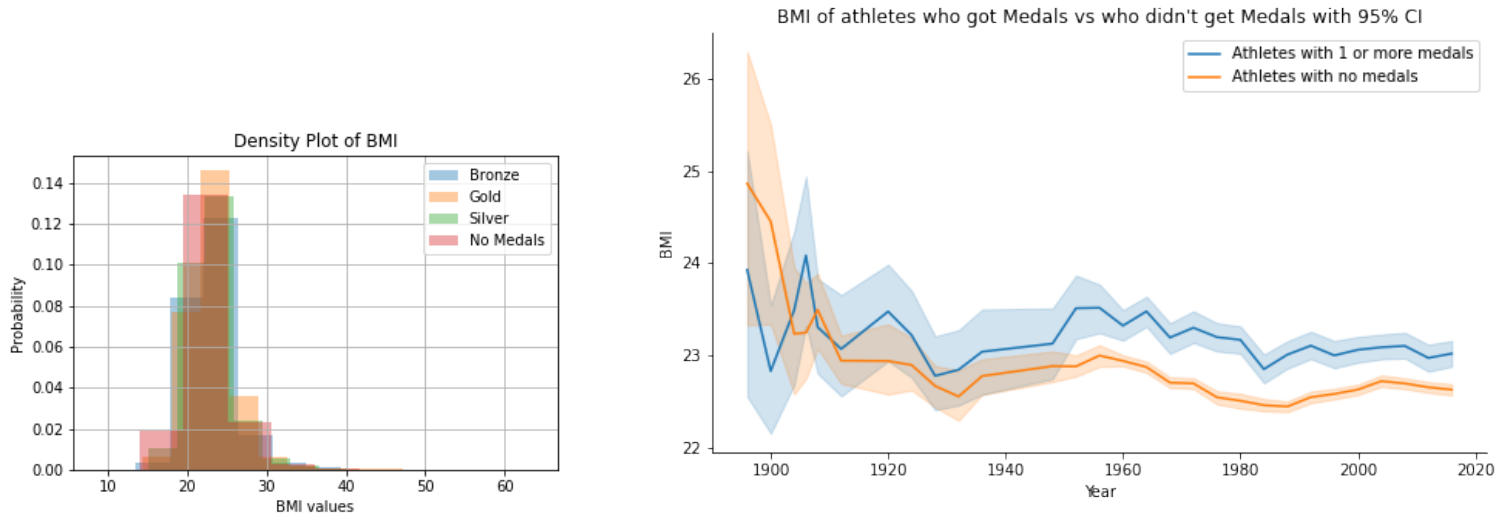 Density Plot of BMI
Bronze
Gold
Silver
No Medals
0.14
0.12
0.10
0.08
0.06
0.04
0.02
0.00
Probability
10 20 30 40 50 60
BMI values
BMI of athletes who got Medals vs who didn't get Medals with 95% CI
Athletes with 1 or more medals
Athletes with no medals
26
25
24
23
22
BMI
1900 1920 1940 1960 1980 2000 2020
Year